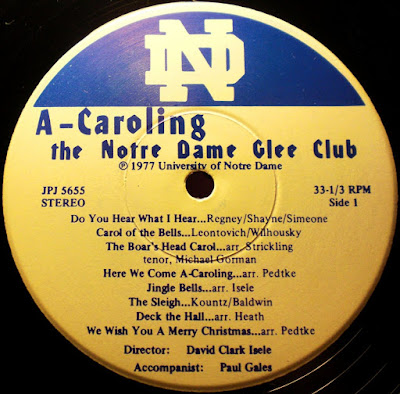 ND
A-Caroling
the Notre Dame Glee Club
℗ 1977 University of Notre Dame
JPJ 5655 33-1/3 RPM
STEREO Side 1
Do You Hear What I Hear...Regney/Shayne/Simeone
Carol of the Bells...Leontovich/Wilhousky
The Boar's Head Carol...arr. Strickling
tenor, Michael Gorman
Here We Come A-Caroling...arr. Pedtke
Jingle Bells...arr. Isele
The Sleigh...Kountz/Baldwin
Deck the Hall...arr. Heath
We Wish You A Merry Christmas...arr. Pedtke
Director: David Clark Isele
Accompanist: Paul Gales